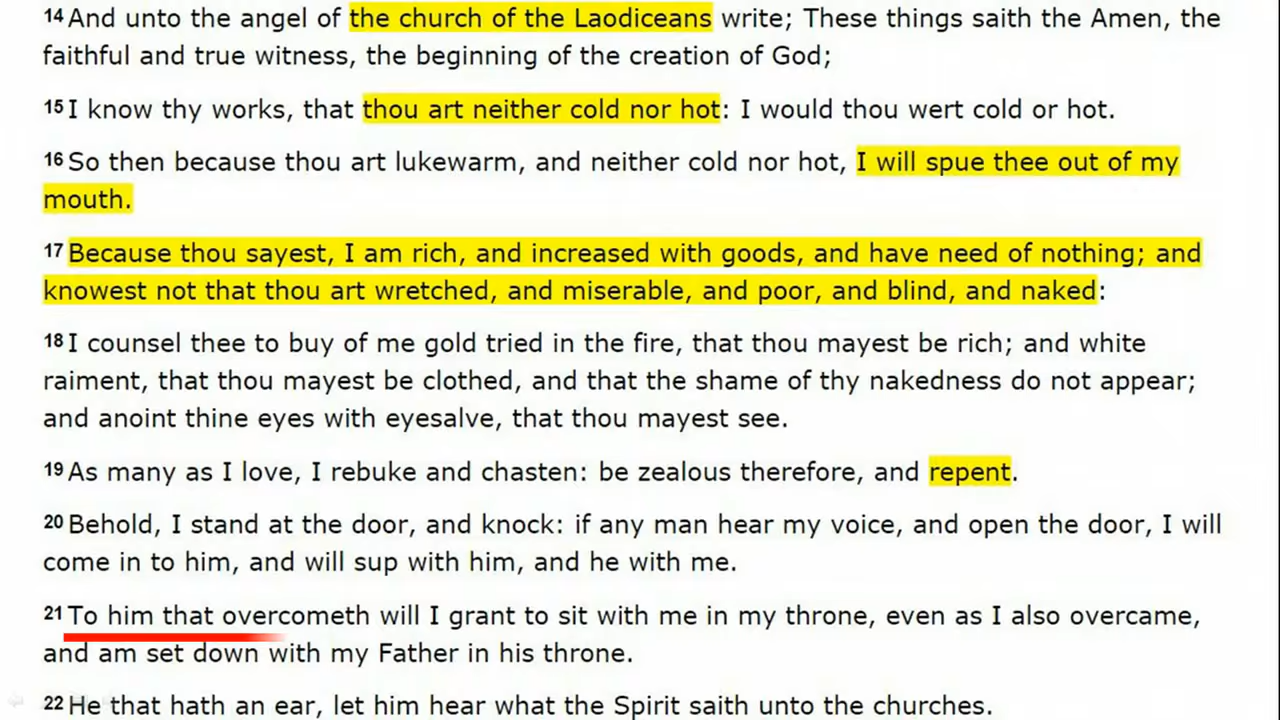 14 And unto the angel of the church of the Laodiceans write; These things saith the Amen, the
faithful and true witness, the beginning of the creation of God;
15 I know thy works, that thou art neither cold nor hot: I would thou wert cold or hot.
16 So then because thou art lukewarm, and neither cold nor hot, I will spue thee out of my
mouth.
17 Because thou sayest, I am rich, and increased with goods, and have need of nothing; and
knowest not that thou art wretched, and miserable, and poor, and blind, and naked:
18 I counsel thee to buy of me gold tried in the fire, that thou mayest be rich; and white
raiment, that thou mayest be clothed, and that the shame of thy nakedness do not appear;
and anoint thine eyes with eyesalve, that thou mayest see.
19 As many as I love, I rebuke and chasten: be zealous therefore, and repent.
20 Behold, I stand at the door, and knock: if any man hear my voice, and open the door, I will
come in to him, and will sup with him, and he with me.
21 To him that overcometh will I grant to sit with me in my throne, even as I also overcame,
and am set down with my Father in his throne.
22 He that hath an ear, let him hear what the Spirit saith unto the churches.